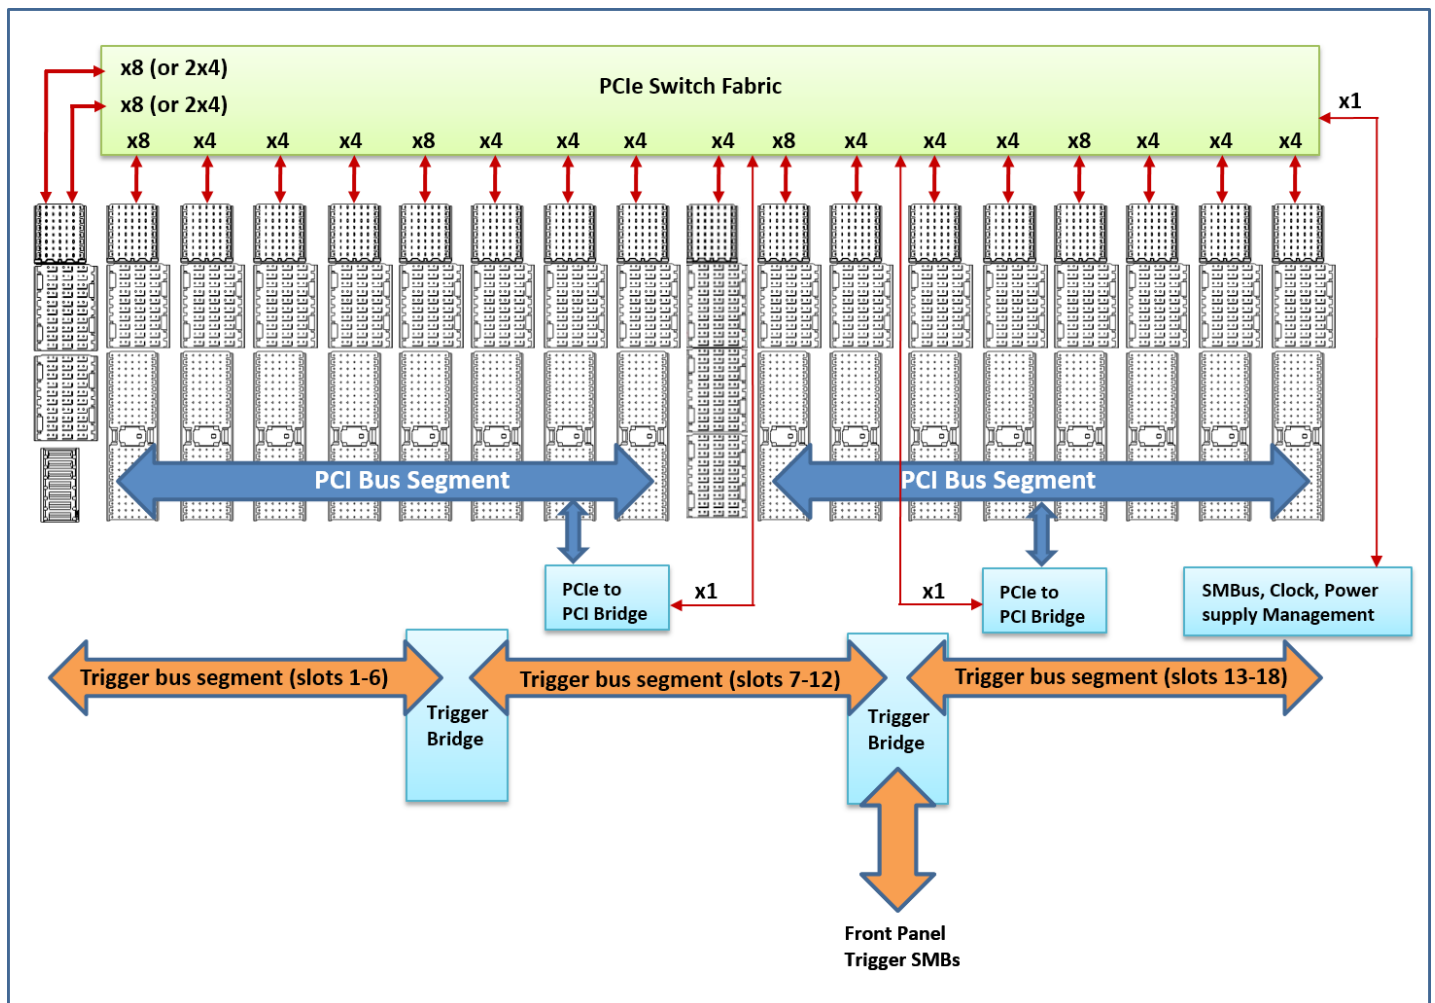 x8 (or 2x4)
PCIe Switch Fabric
x8 (or 2x4)
x1
x8 x4 x4 x4 x8 x4 x4 x4 x4 x8 x4 x4 x4 x8 x4 x4 x4
PCI Bus Segment
PCI Bus Segment
PCIe to
PCI Bridge
x1
x1
PCIe to
PCI Bridge
SMBus, Clock, Power
supply Management
Trigger bus segment (slots 1-6)
Trigger bus segment (slots 7-12)
Trigger bus segment (slots 13-18)
Trigger
Bridge
Trigger
Bridge
Front Panel
Trigger SMBs